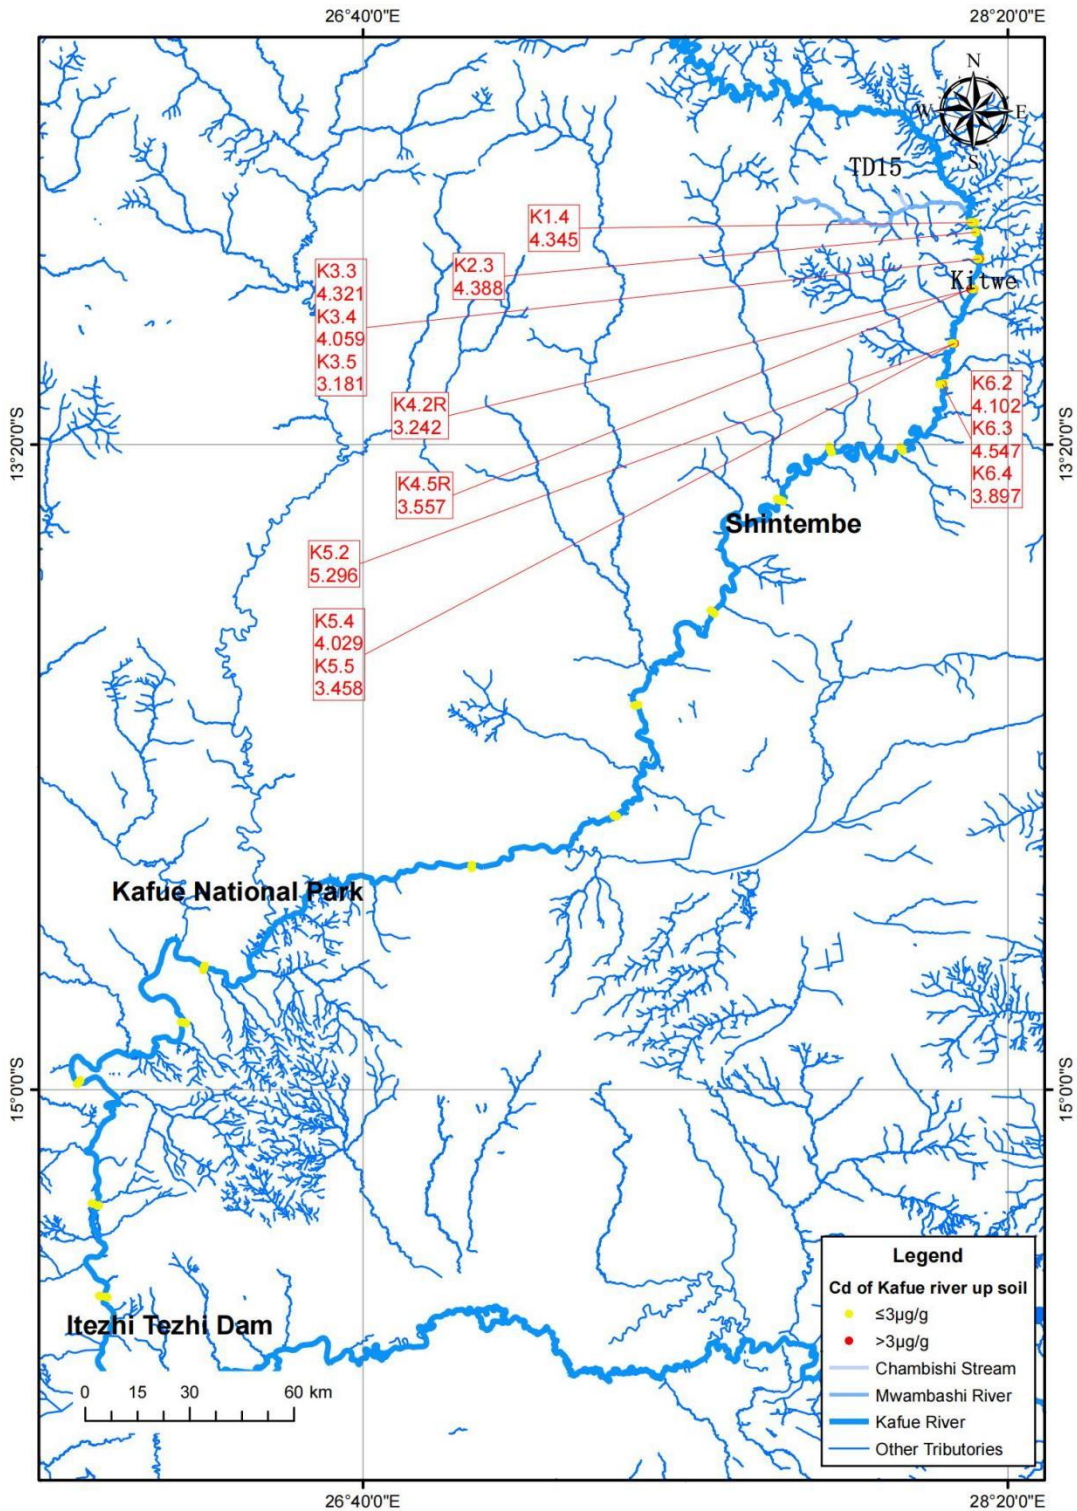 26°40'0"E
28°20'0"E
N
W
E
S
TD15
K1.4
4.345
K2.3
4.388
K3.3
4.321
K3.4
4.059
K3.5
3.181
Kitwe
K4.2R
3.242
K6.2
4.102
K6.3
4.547
K6.4
3.897
13°20'0"S
13°20'0"S
K4.5R
3.557
Shintembe
K5.2
5.296
K5.4
4.029
K5.5
3.458
Kafue National Park
15°0'0"S
15°0'0"S
Itezhi Tezhi Dam
0 15 30 60 km
Legend
Cd of Kafue river up soil
≤3µg/g
>3µg/g
Chambishi Stream
Mwambashi River
Kafue River
Other Tributories
26°40'0"E
28°20'0"E